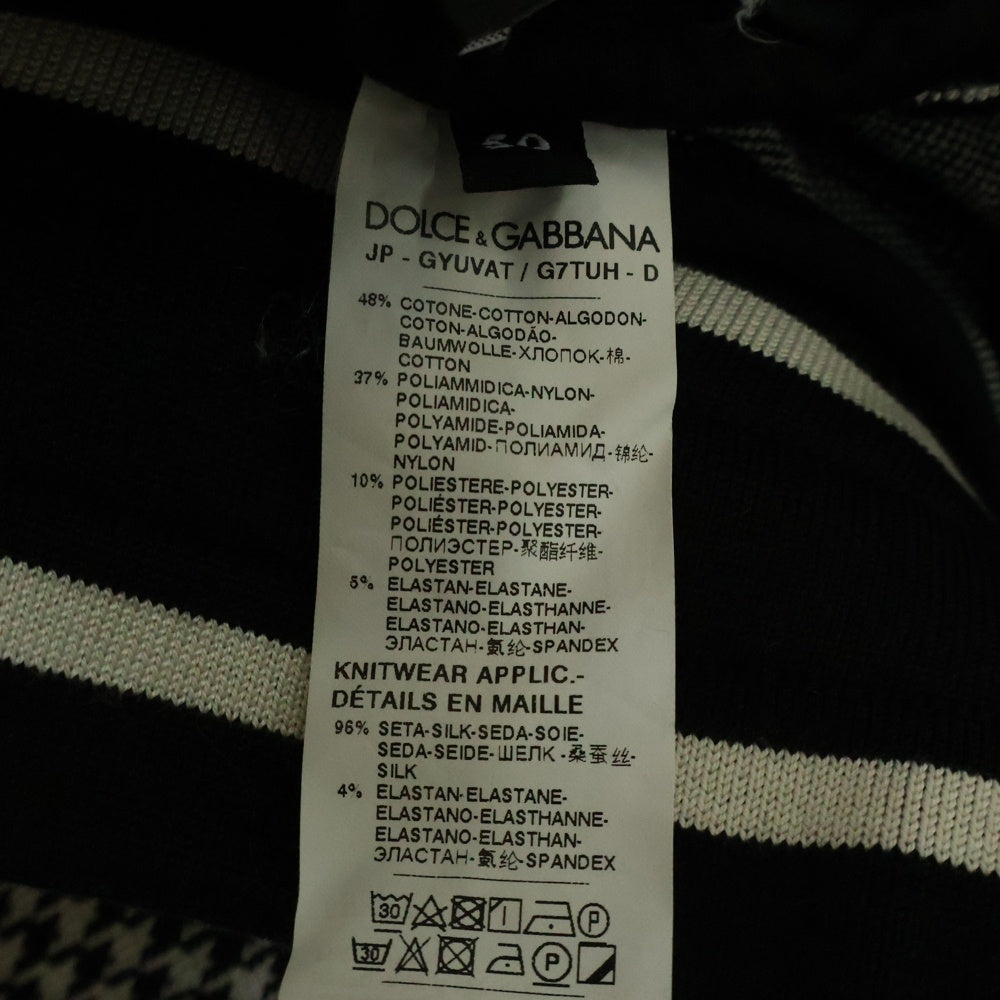 50
DOLCE & GABBANA
JP - GYUVAT / G7TUH - D
48% COTONE-COTTON-ALGODON-
COTON-ALGODÃO-
BAUMWOLLE-ХЛОПОК-棉-
COTTON
37% POLIAMMIDICA-NYLON-
POLIAMIDICA-
POLYAMIDE-POLIAMIDA-
POLYAMID-ПОЛИАМИД-锦纶-
NYLON
10% POLIESTERE-POLYESTER-
POLIÉSTER-POLYESTER-
POLIÉSTER-POLYESTER-
ПОЛИЭСТЕР-聚酯纤维-
POLYESTER
5% ELASTAN-ELASTANE-
ELASTANO-ELASTHANNE-
ELASTANO-ELASTHAN-
ЭЛАСТАН-氨纶-SPANDEX
KNITWEAR APPLIC.-
DÉTAILS EN MAILLE
96% SETA-SILK-SEDA-SOIE-
SEDA-SEIDE-ШЕЛК-桑蚕丝-
SILK
4% ELASTAN-ELASTANE-
ELASTANO-ELASTHANNE-
ELASTANO-ELASTHAN-
ЭЛАСТАН-氨纶-SPANDEX
30 P
30 P